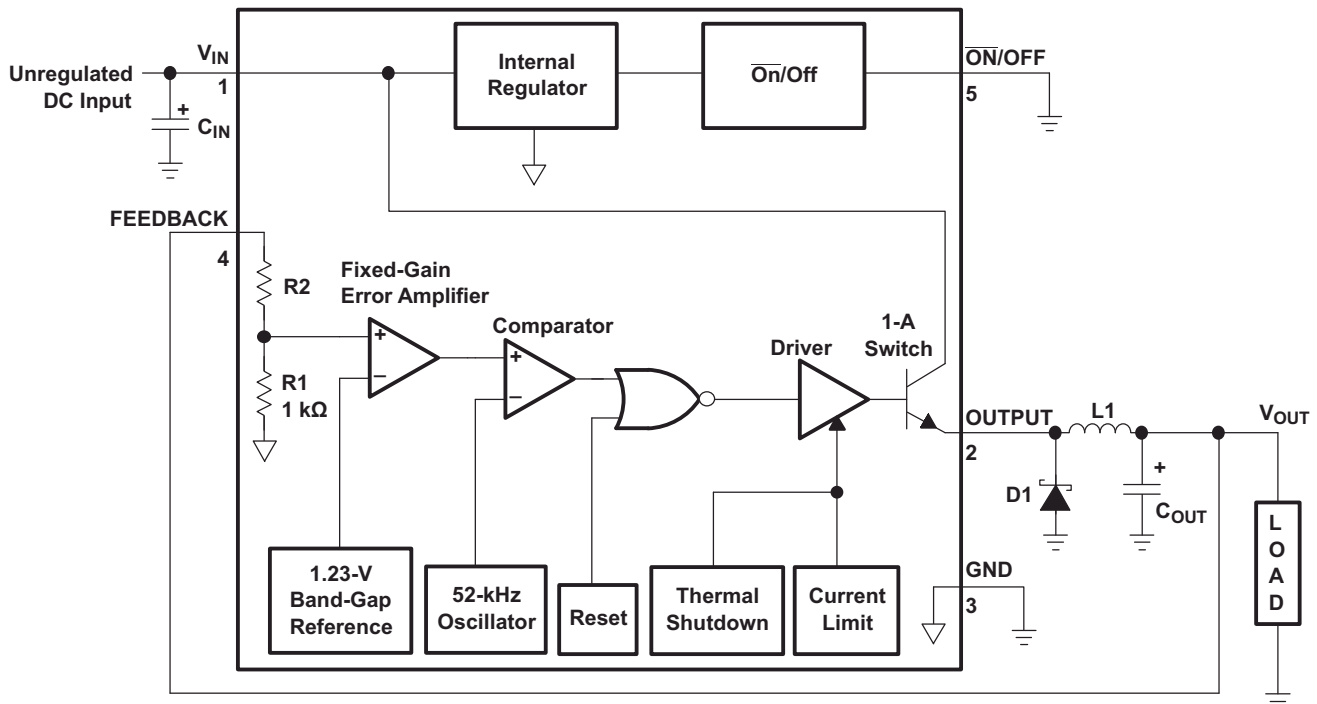 V_IN
1
Unregulated
DC Input
+
C_IN
Internal
Regulator
On/Off
ON/OFF
5
FEEDBACK
4
R2
R1
1 kΩ
Fixed-Gain
Error Amplifier
+
–
Comparator
+
–
Driver
1-A
Switch
OUTPUT
2
L1
V_OUT
D1
+
C_OUT
L
O
A
D
1.23-V
Band-Gap
Reference
52-kHz
Oscillator
Reset
Thermal
Shutdown
Current
Limit
GND
3